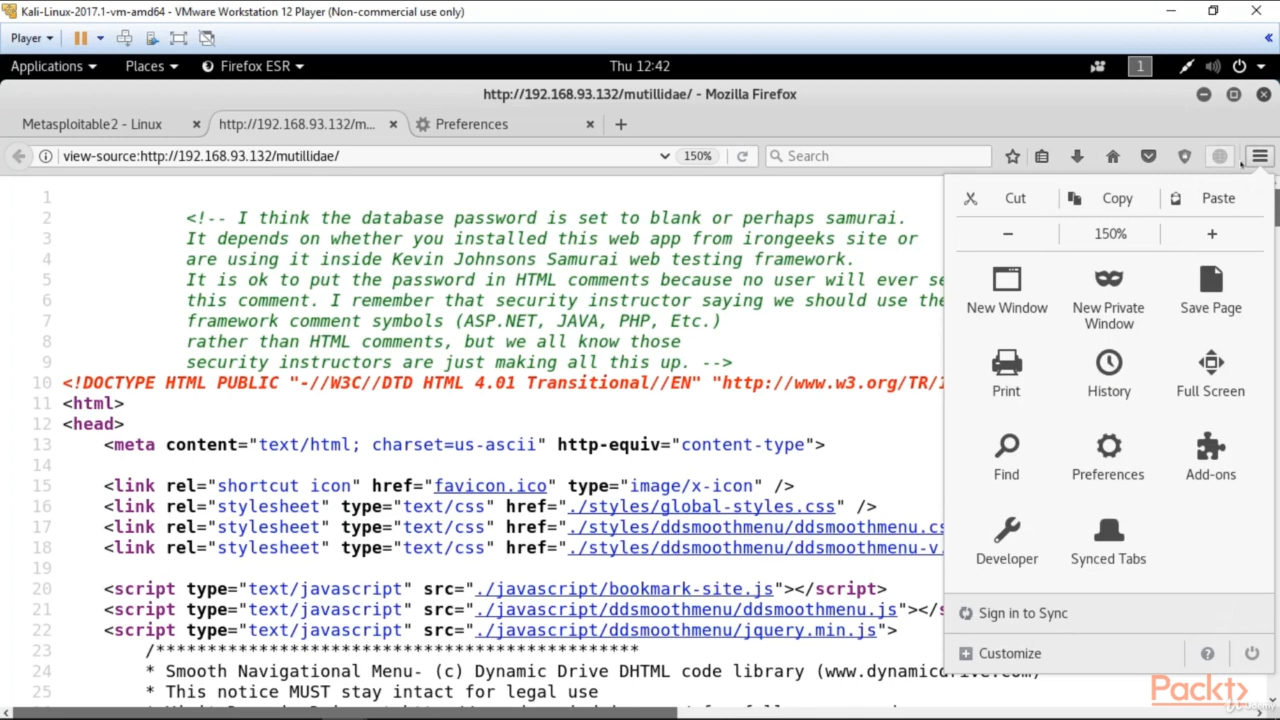 Kali-Linux-2017.1-vm-amd64 - VMware Workstation 12 Player (Non-commercial use only)
Player
Applications Places Firefox ESR Thu 12:42 1
http://192.168.93.132/mutillidae/ - Mozilla Firefox
Metasploitable2 - Linux http://192.168.93.132/m... Preferences
view-source:http://192.168.93.132/mutillidae/ 150% Search
1
2 <!-- I think the database password is set to blank or perhaps samurai.
3 It depends on whether you installed this web app from irongeeks site or
4 are using it inside Kevin Johnsons Samurai web testing framework.
5 It is ok to put the password in HTML comments because no user will ever se
6 this comment. I remember that security instructor saying we should use the
7 framework comment symbols (ASP.NET, JAVA, PHP, Etc.)
8 rather than HTML comments, but we all know those
9 security instructors are just making all this up. -->
10 <!DOCTYPE HTML PUBLIC "-//W3C//DTD HTML 4.01 Transitional//EN" "http://www.w3.org/TR/1
11 <html>
12 <head>
13 <meta content="text/html; charset=us-ascii" http-equiv="content-type">
14
15 <link rel="shortcut icon" href="favicon.ico" type="image/x-icon" />
16 <link rel="stylesheet" type="text/css" href="./styles/global-styles.css" />
17 <link rel="stylesheet" type="text/css" href="./styles/ddsmoothmenu/ddsmoothmenu.cs
18 <link rel="stylesheet" type="text/css" href="./styles/ddsmoothmenu/ddsmoothmenu-v.
19
20 <script type="text/javascript" src="./javascript/bookmark-site.js"></script>
21 <script type="text/javascript" src="./javascript/ddsmoothmenu/ddsmoothmenu.js"></s
22 <script type="text/javascript" src="./javascript/ddsmoothmenu/jquery.min.js">
23 /***********************************************
24 * Smooth Navigational Menu- (c) Dynamic Drive DHTML code library (www.dynamicdrive.com)
25 * This notice MUST stay intact for legal use
Cut Copy Paste
150%
New Window New Private Window Save Page
Print History Full Screen
Find Preferences Add-ons
Developer Synced Tabs
Sign in to Sync
Customize
Packt>
Udemy